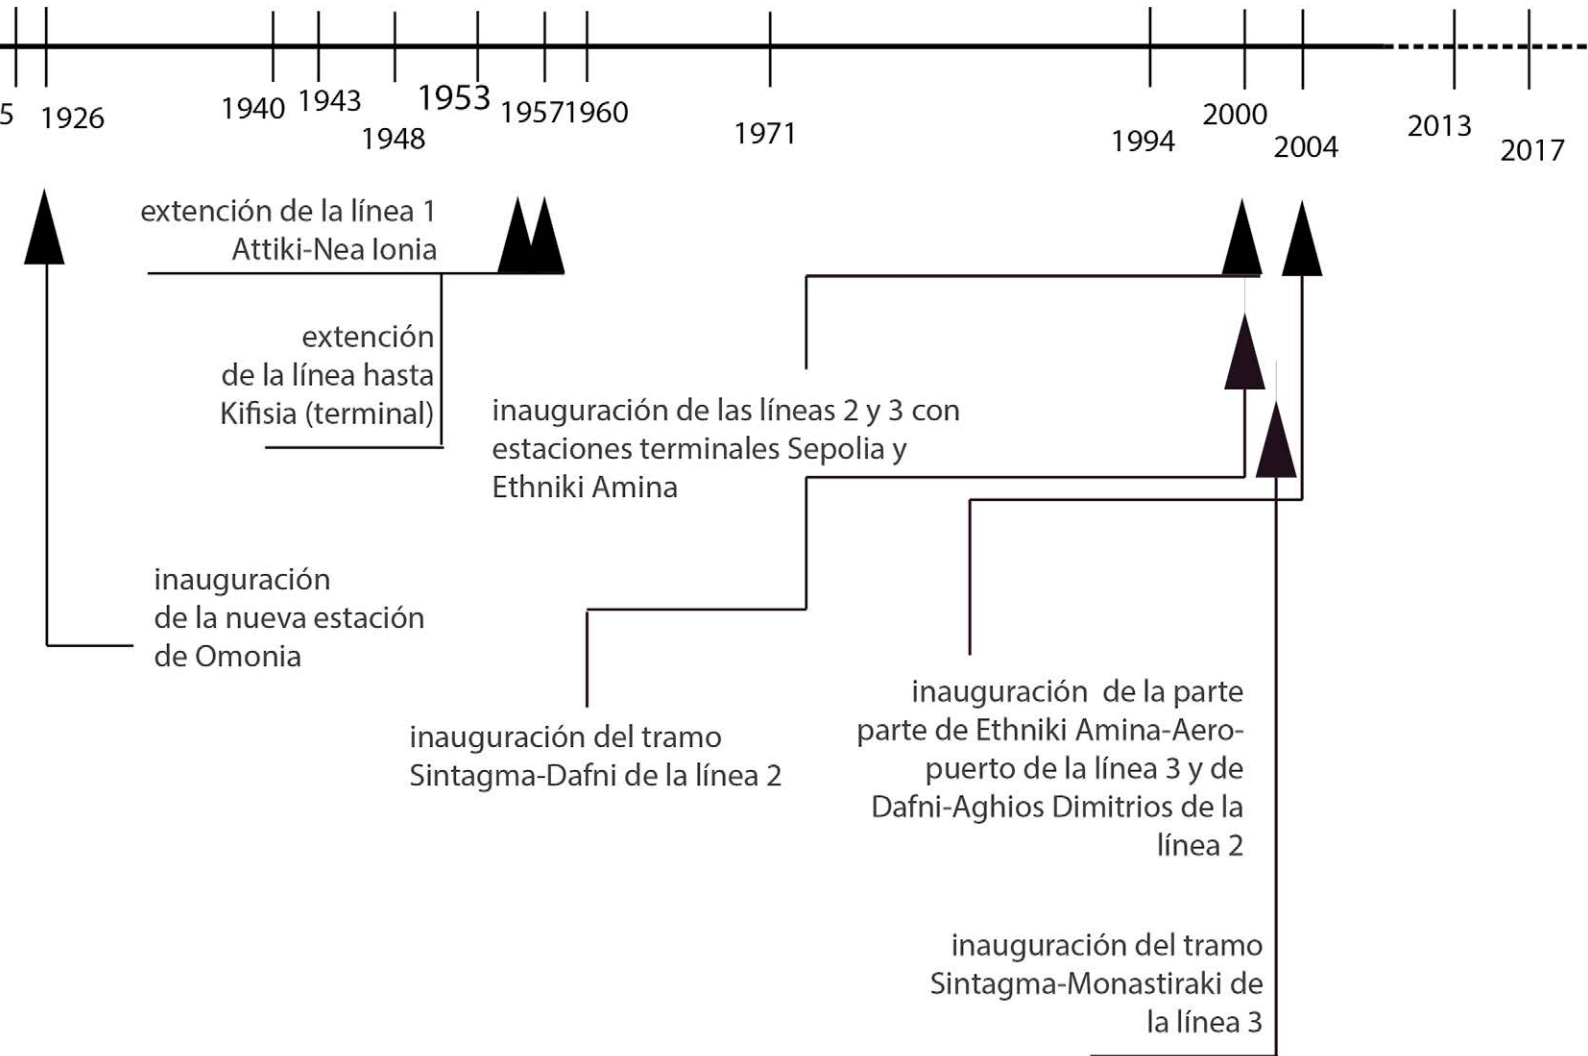 5
1926
1940
1943
1948
1953
1957
1960
1971
1994
2000
2004
2013
2017
extención de la línea 1
Attiki-Nea Ionia
extención
de la línea hasta
Kifisia (terminal)
inauguración de las líneas 2 y 3 con
estaciones terminales Sepolia y
Ethniki Amina
inauguración
de la nueva estación
de Omonia
inauguración del tramo
Sintagma-Dafni de la línea 2
inauguración de la parte
parte de Ethniki Amina-Aero-
puerto de la línea 3 y de
Dafni-Aghios Dimitrios de la
línea 2
inauguración del tramo
Sintagma-Monastiraki de
la línea 3